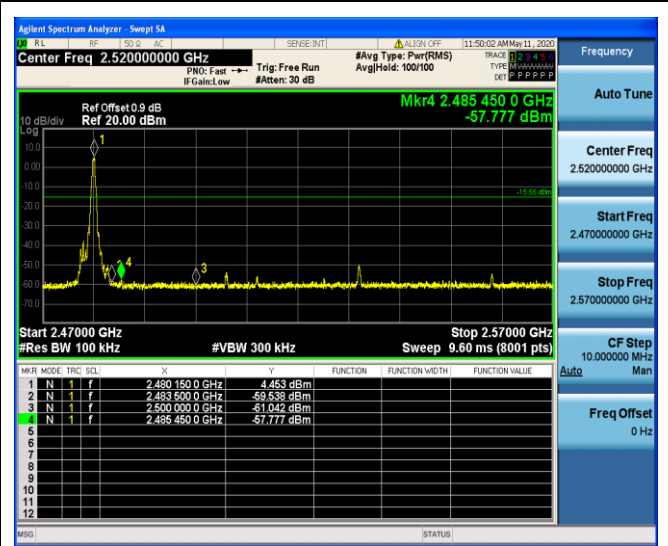 Agilent Spectrum Analyzer - Swept SA
RL RF 50 Ω AC SENSE:INT ALIGN OFF 11:50:02 AM May 11, 2020
Center Freq 2.520000000 GHz
PNO: Fast
IFGain:Low
Trig: Free Run
#Atten: 30 dB
#Avg Type: Pwr(RMS)
Avg|Hold: 100/100
TRACE 1 2 3 4 5 6
TYPE
DET P P P P P P
Frequency
Mkr4 2.485 450 0 GHz
-57.777 dBm
Ref Offset 0.9 dB
10 dB/div Ref 20.00 dBm
Log
10.0
0.00
-10.0
-20.0
-30.0
-40.0
-50.0
-60.0
-70.0
1
4
3
-15.55 dBm
Start 2.47000 GHz
Stop 2.57000 GHz
#Res BW 100 kHz #VBW 300 kHz Sweep 9.60 ms (8001 pts)
MKR MODE TRC SCL X Y FUNCTION FUNCTION WIDTH FUNCTION VALUE
1 N 1 f 2.480 150 0 GHz 4.453 dBm
2 N 1 f 2.483 500 0 GHz -59.538 dBm
3 N 1 f 2.500 000 0 GHz -61.042 dBm
4 N 1 f 2.485 450 0 GHz -57.777 dBm
5
6
7
8
9
10
11
12
MSG STATUS
Auto Tune
Center Freq
2.520000000 GHz
Start Freq
2.470000000 GHz
Stop Freq
2.570000000 GHz
CF Step
10.000000 MHz
Auto Man
Freq Offset
0 Hz